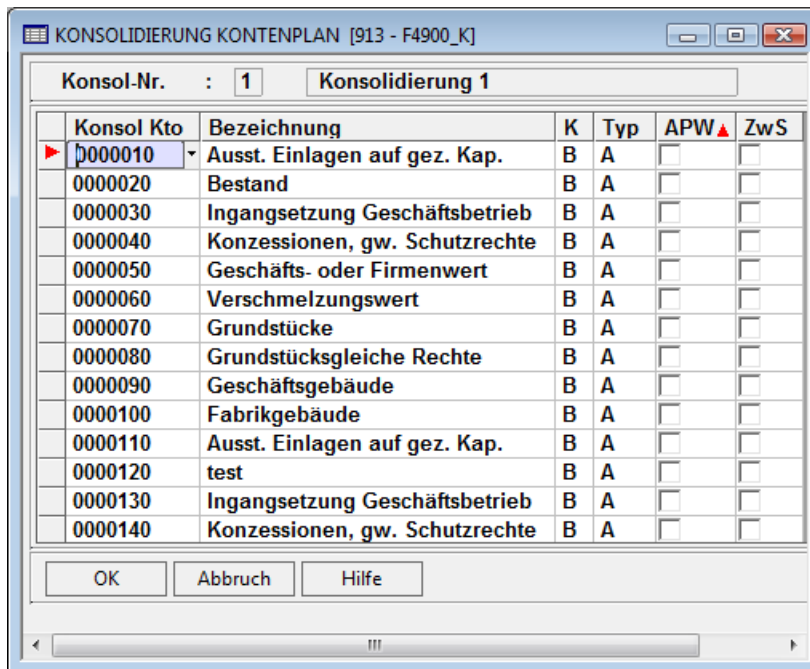 KONSOLIDIERUNG KONTENPLAN [913 - F4900_K]
Konsol-Nr. : 1 Konsolidierung 1
Konsol Kto Bezeichnung K Typ APW ZwS
0000010 Ausst. Einlagen auf gez. Kap. B A
0000020 Bestand B A
0000030 Ingangsetzung Geschäftsbetrieb B A
0000040 Konzessionen, gw. Schutzrechte B A
0000050 Geschäfts- oder Firmenwert B A
0000060 Verschmelzungswert B A
0000070 Grundstücke B A
0000080 Grundstücksgleiche Rechte B A
0000090 Geschäftsgebäude B A
0000100 Fabrikgebäude B A
0000110 Ausst. Einlagen auf gez. Kap. B A
0000120 test B A
0000130 Ingangsetzung Geschäftsbetrieb B A
0000140 Konzessionen, gw. Schutzrechte B A
OK Abbruch Hilfe